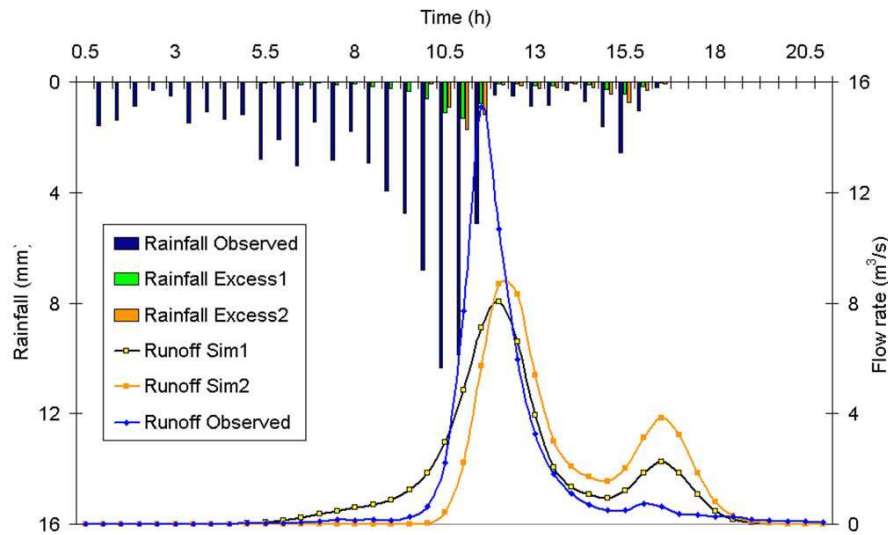 Time (h)
0.5 3 5.5 8 10.5 13 15.5 18 20.5
0 16
4 12
8 8
12 4
16 0
Rainfall (mm)
Flow rate (m³/s)
Rainfall Observed
Rainfall Excess1
Rainfall Excess2
Runoff Sim1
Runoff Sim2
Runoff Observed